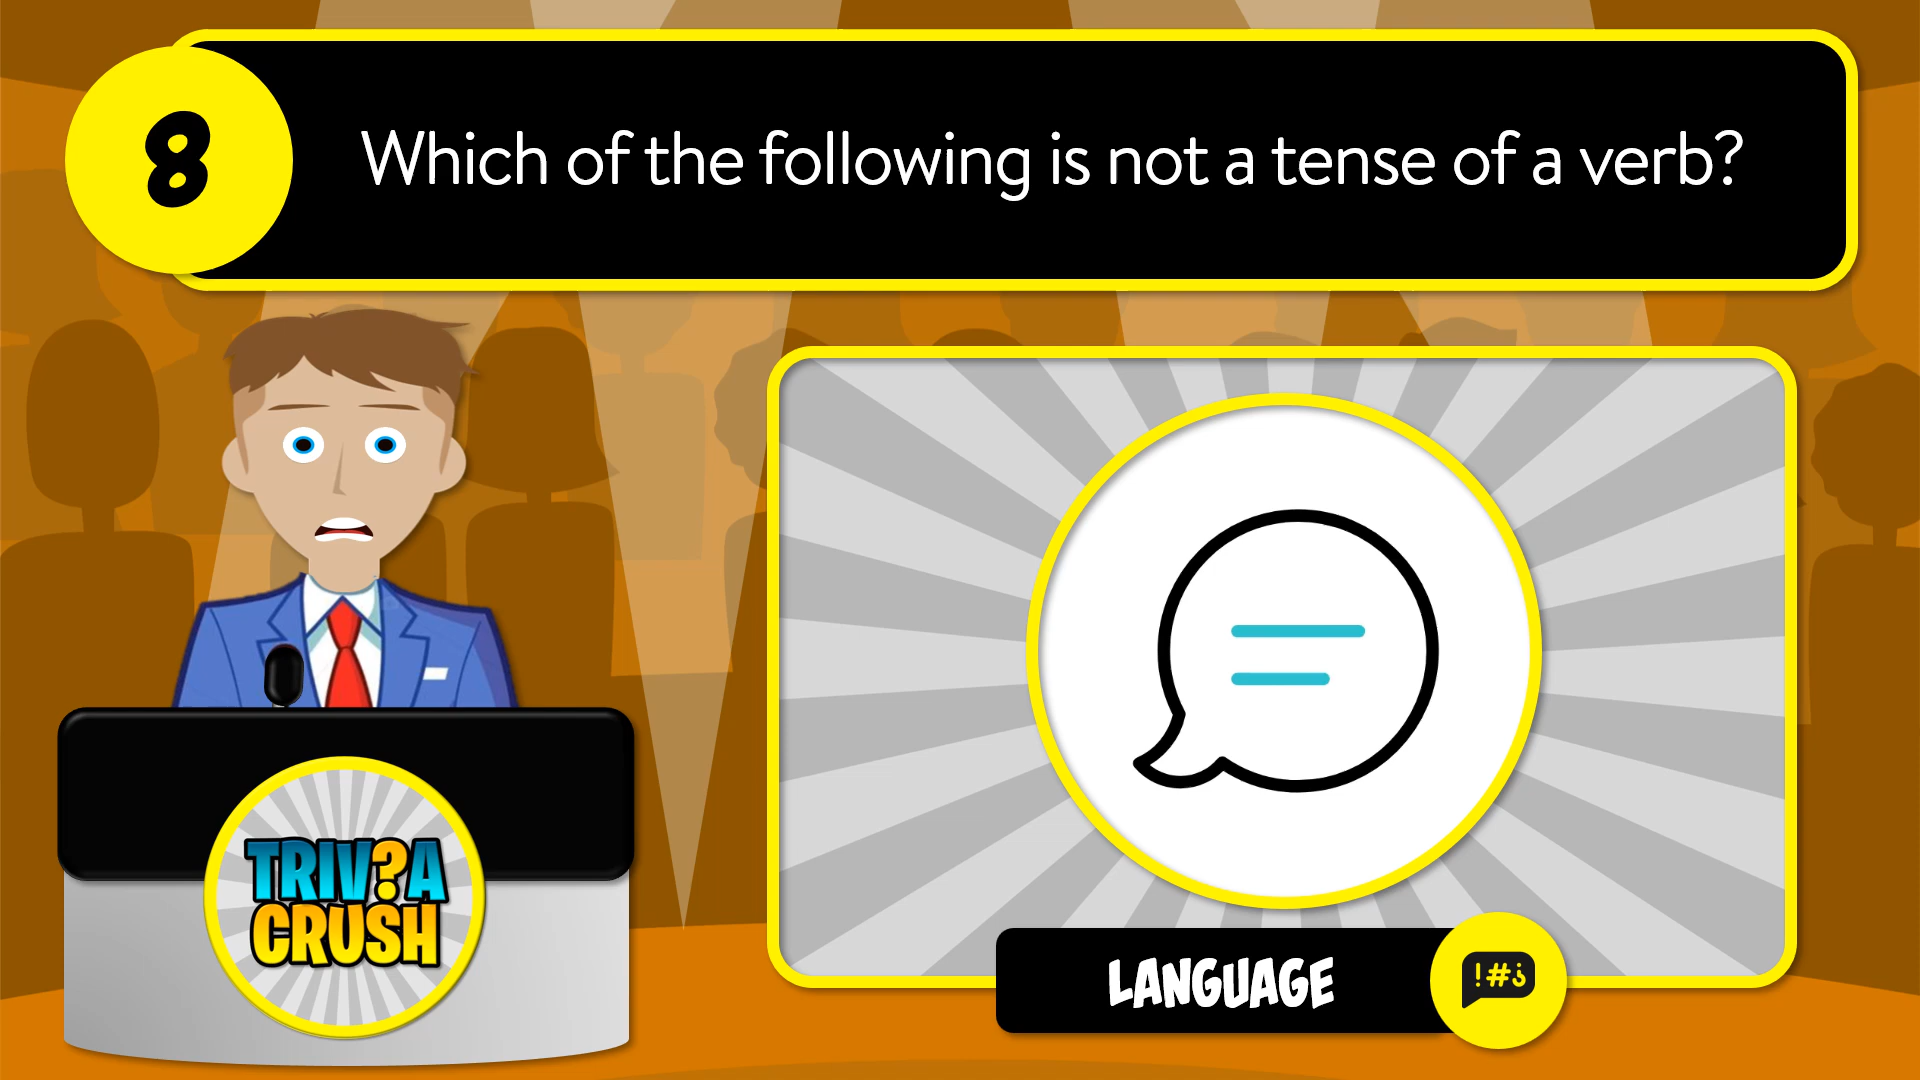 8
Which of the following is not a tense of a verb?
TRIV?A
CRUSH
LANGUAGE
!#¿